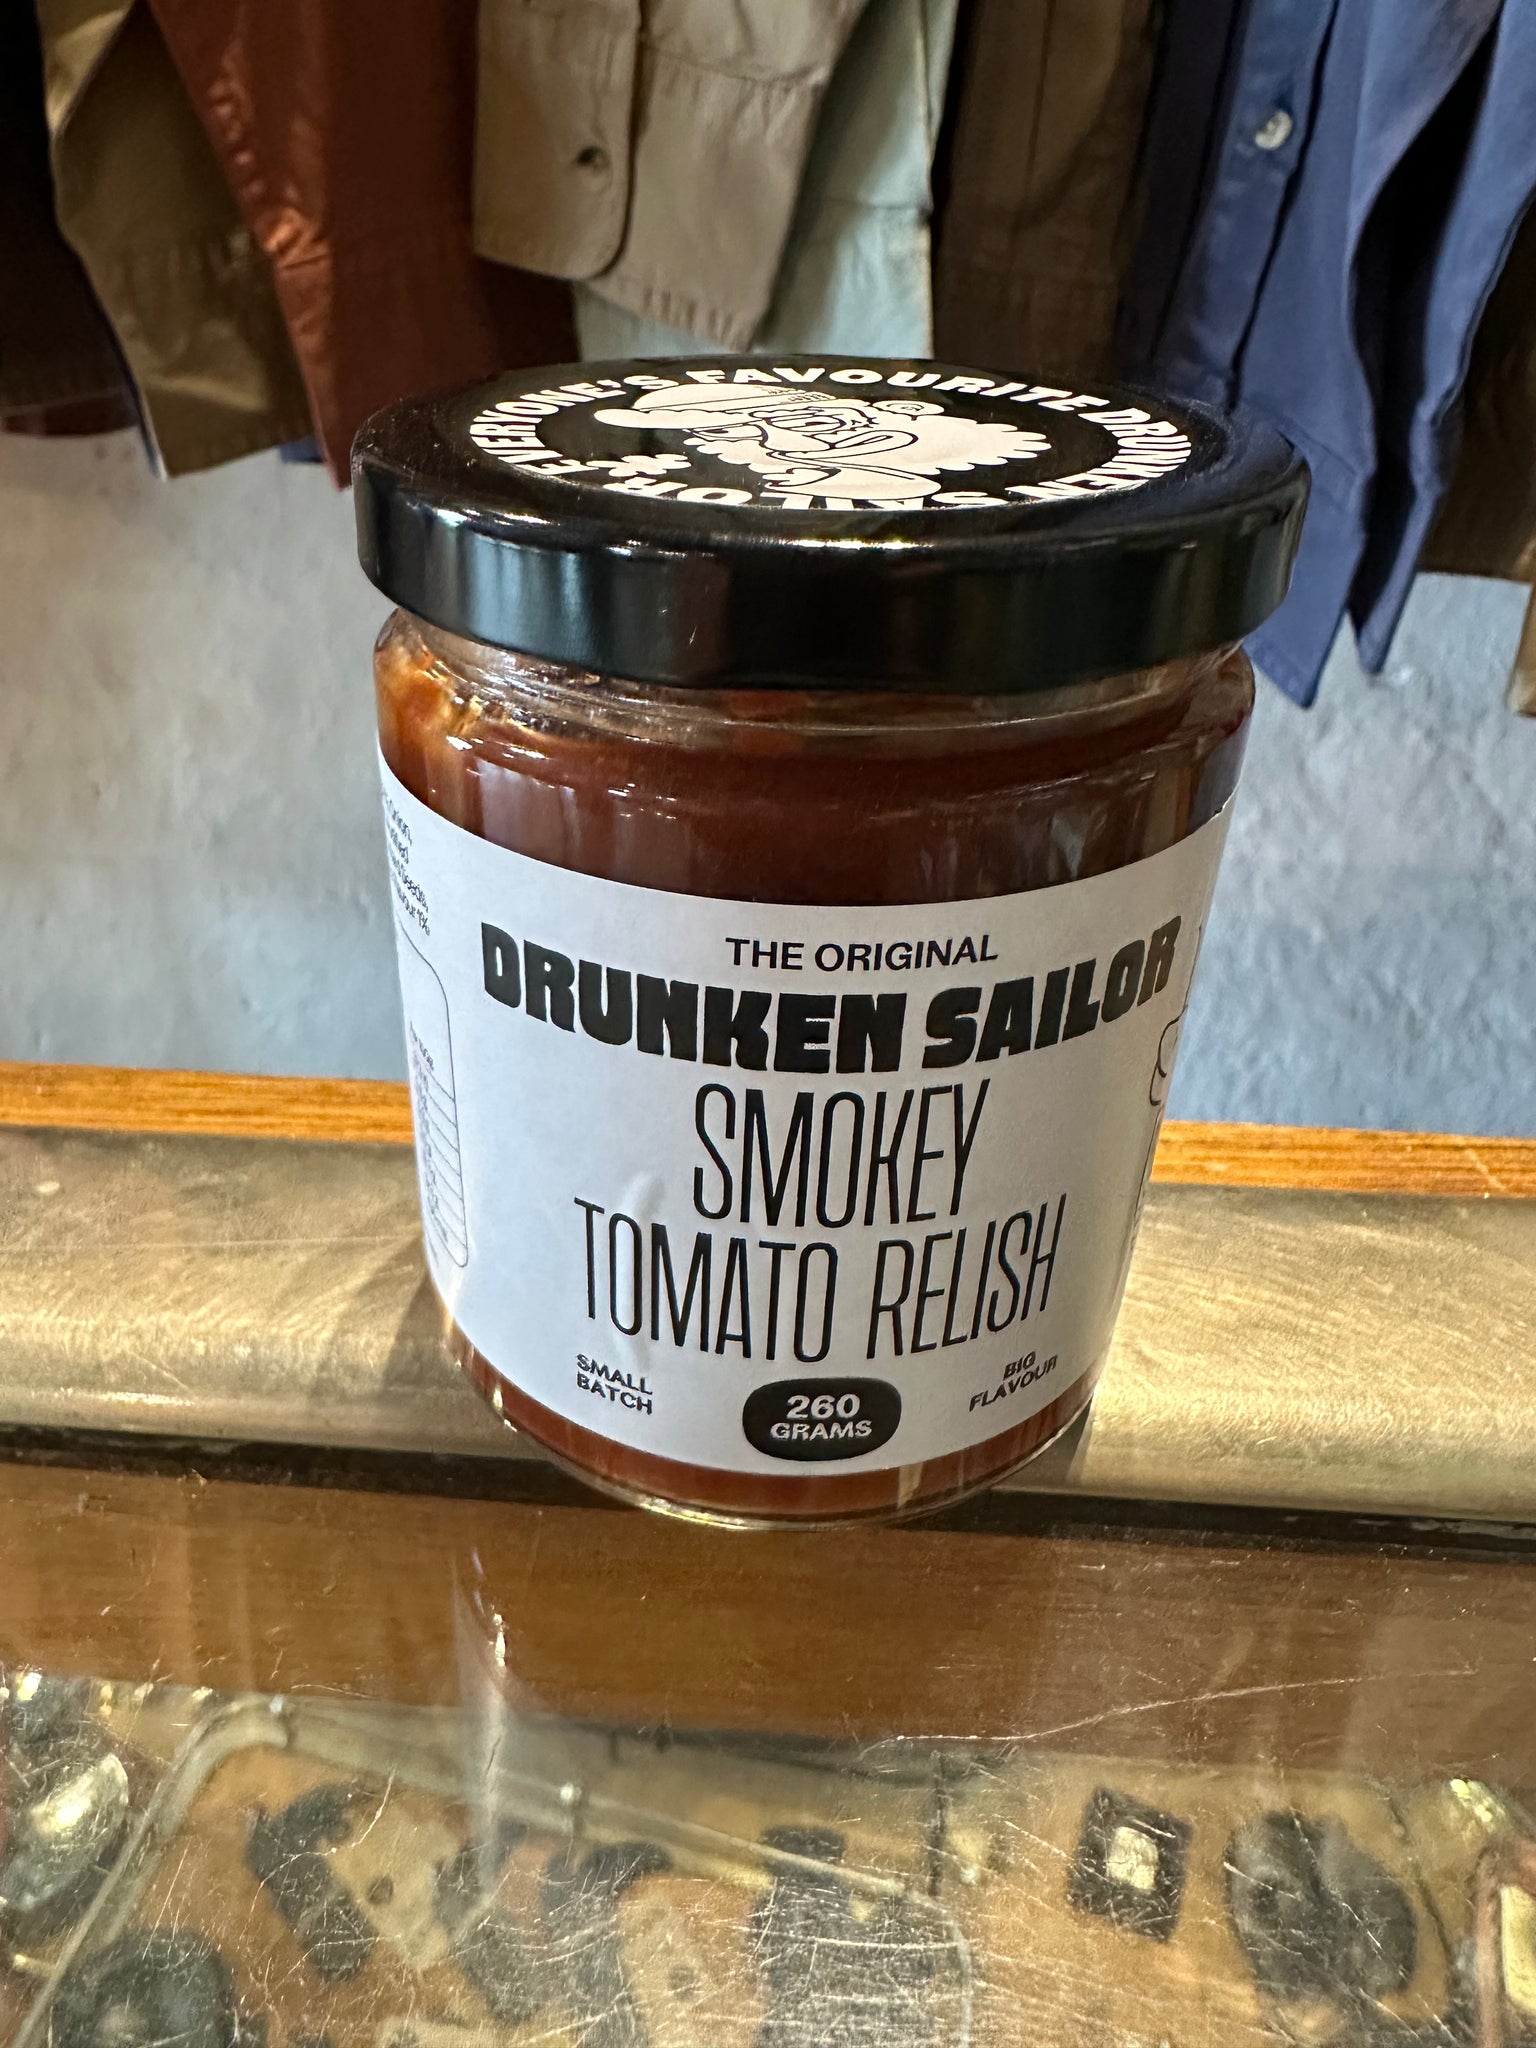 EVERYONE'S FAVOURITE DRUNKEN SAILOR
THE ORIGINAL
DRUNKEN SAILOR
SMOKEY
TOMATO RELISH
SMALL
BATCH
260
GRAMS
BIG
FLAVOUR